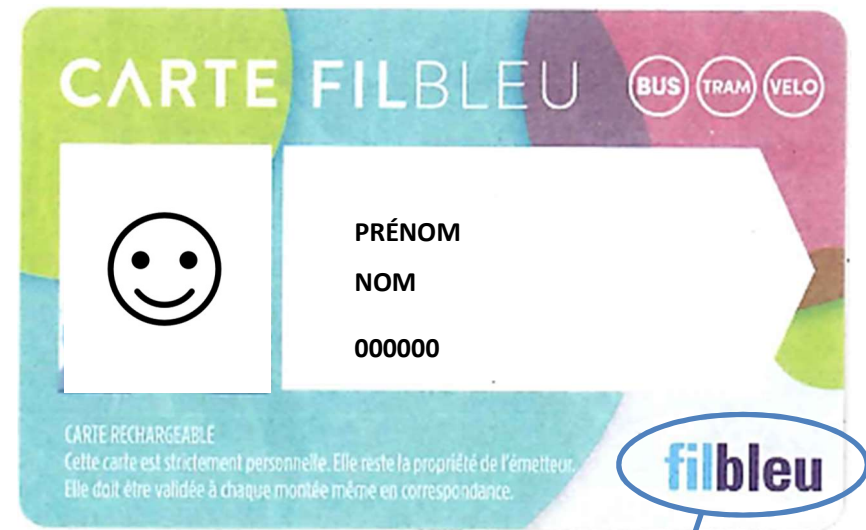 CARTE FILBLEU
BUS TRAM VELO
PRÉNOM
NOM
000000
CARTE RECHARGEABLE
Cette carte est strictement personnelle. Elle reste la propriété de l'émetteur.
Elle doit être validée à chaque montée même en correspondance.
filbleu